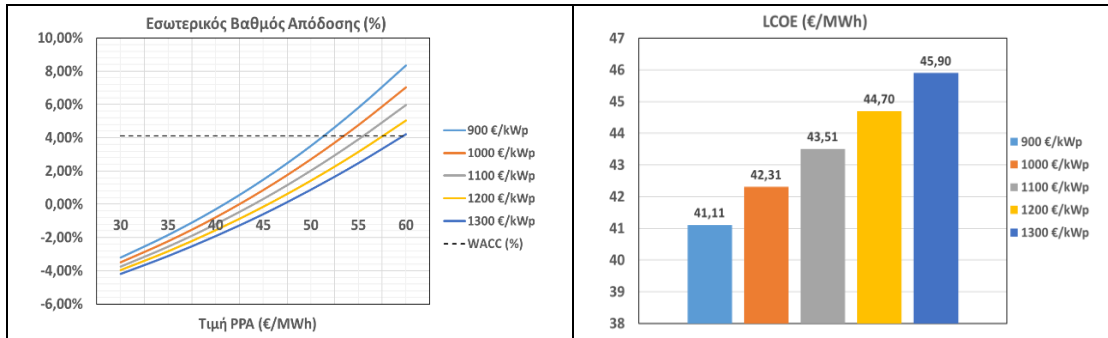 Εσωτερικός Βαθμός Απόδοσης (%)
10,00%
8,00%
6,00%
4,00%
2,00%
0,00%
-2,00%
-4,00%
-6,00%
30 35 40 45 50 55 60
Τιμή PPA (€/MWh)
900 €/kWp
1000 €/kWp
1100 €/kWp
1200 €/kWp
1300 €/kWp
WACC (%)
LCOE (€/MWh)
47
46
45
44
43
42
41
40
39
38
41,11
42,31
43,51
44,70
45,90
900 €/kWp
1000 €/kWp
1100 €/kWp
1200 €/kWp
1300 €/kWp